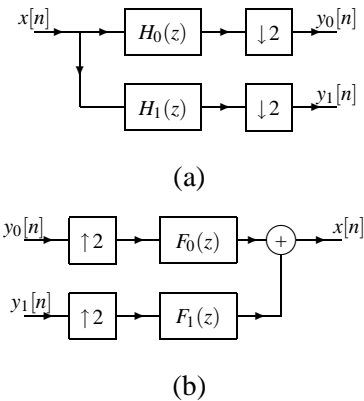 x[n] H₀(z) ↓2 y₀[n]
H₁(z) ↓2 y₁[n]
(a)
y₀[n] ↑2 F₀(z) + x[n]
y₁[n] ↑2 F₁(z)
(b)